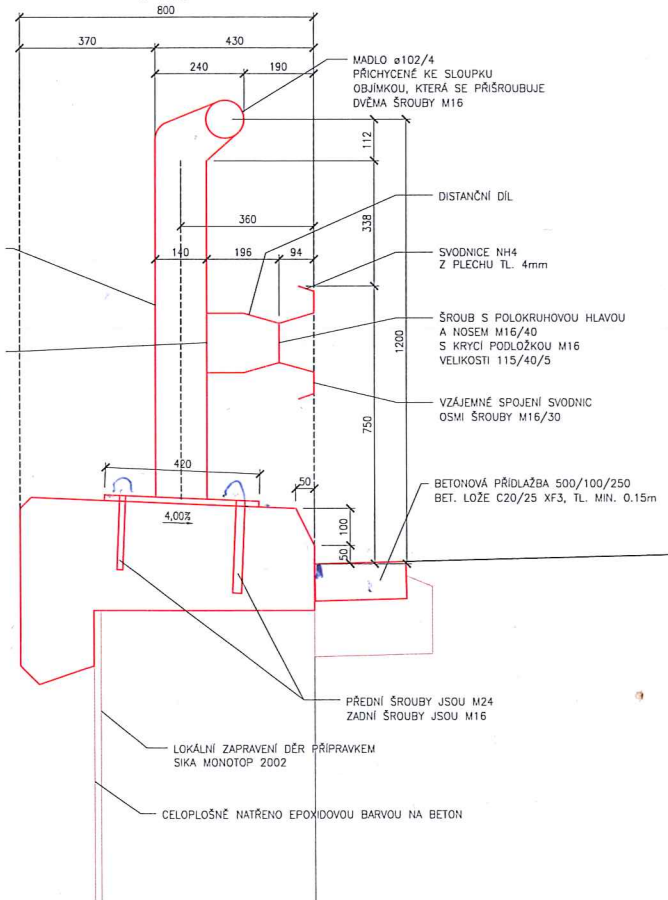 800
370
430
240
190
MADLO ø102/4
PŘICHYCENÉ KE SLOUPKU
OBJÍMKOU, KTERÁ SE PŘIŠROUBUJE
DVĚMA ŠROUBY M16
112
DISTANČNÍ DÍL
360
338
140
196
94
SVODNICE NH4
Z PLECHU TL. 4mm
ŠROUB S POLOKRUHOVOU HLAVOU
A NOSEM M16/40
S KRYCÍ PODLOŽKOU M16
VELIKOSTI 115/40/5
1200
VZÁJEMNÉ SPOJENÍ SVODNIC
OSMI ŠROUBY M16/30
750
420
50
BETONOVÁ PŘÍDLAŽBA 500/100/250
BET. LOŽE C20/25 XF3, TL. MIN. 0.15m
4,00%
100
50
PŘEDNÍ ŠROUBY JSOU M24
ZADNÍ ŠROUBY JSOU M16
LOKÁLNÍ ZAPRAVENÍ DĚR PŘÍPRAVKEM
SIKA MONOTOP 2002
CELOPLOŠNĚ NATŘENO EPOXIDOVOU BARVOU NA BETON